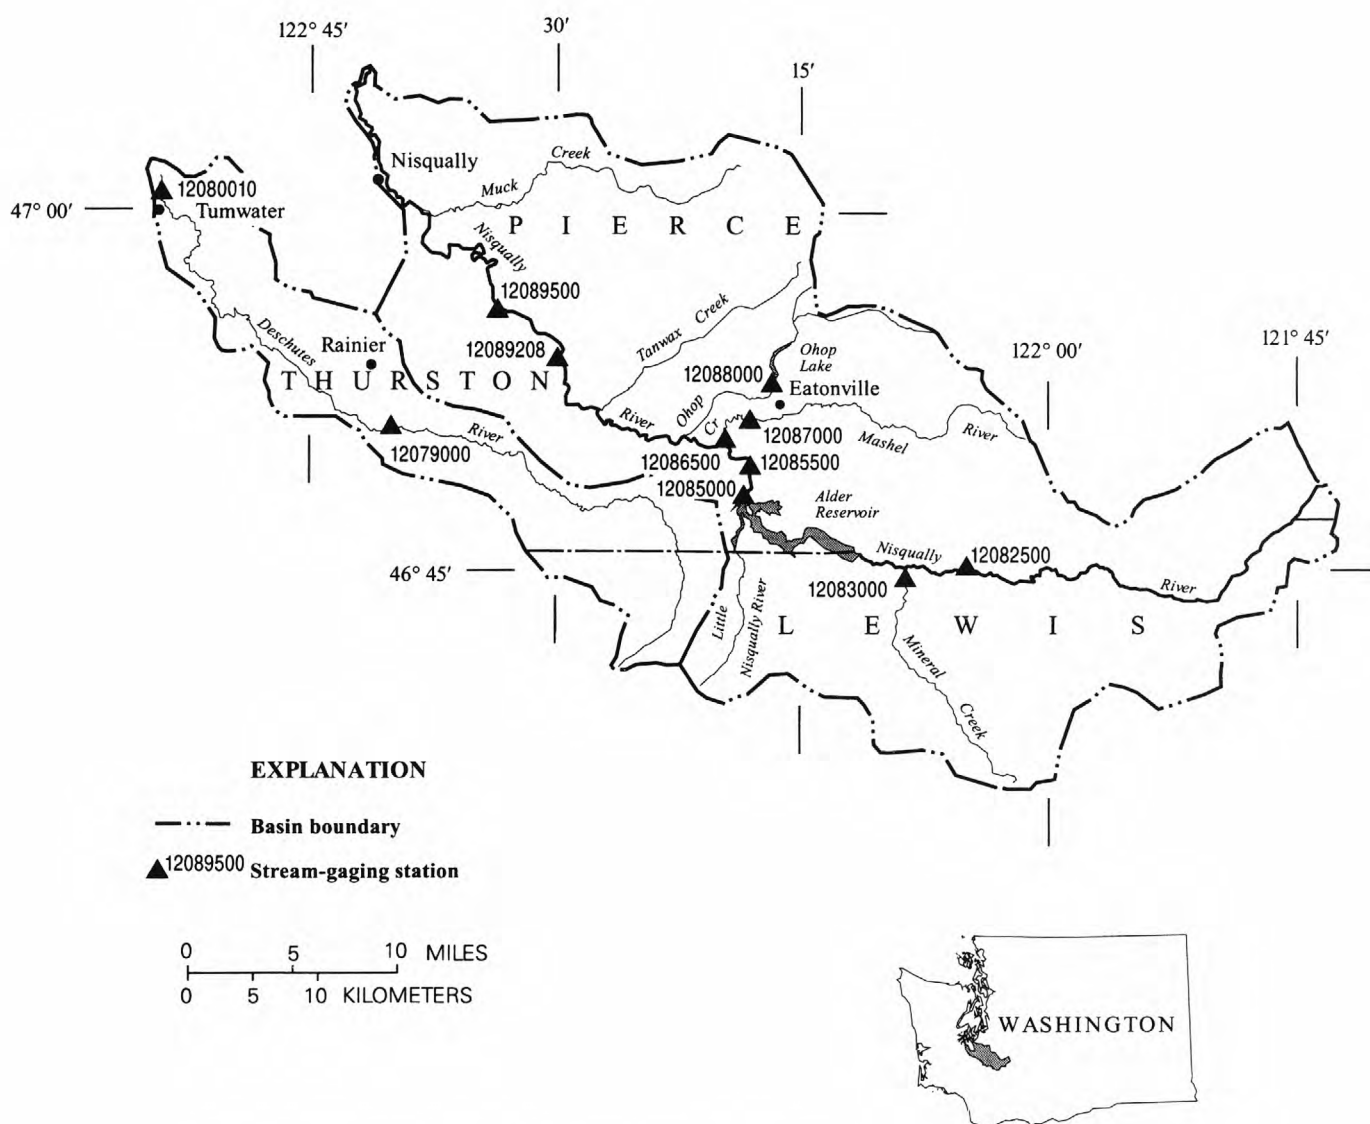 122° 45′
30′
15′
Nisqually
Creek
Muck
12080010
Tumwater
47° 00′
PIERCE
Nisqually
12089500
Tanwax Creek
Deschutes
Rainier
12089208
Ohop
Lake
122° 00′
121° 45′
THURSTON
12088000
Eatonville
River
Ohop
Cr
12087000
Mashel
River
River
12079000
12086500
12085500
12085000
Alder
Reservoir
Nisqually
12082500
46° 45′
12083000
River
Little
Nisqually River
LEWIS
Mineral
Creek
EXPLANATION
Basin boundary
12089500 Stream-gaging station
0 5 10 MILES
0 5 10 KILOMETERS
WASHINGTON